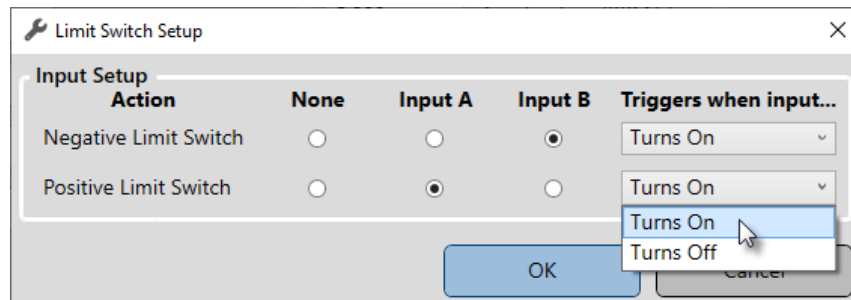 Limit Switch Setup
Input Setup
Action None Input A Input B Triggers when input...
Negative Limit Switch Turns On
Positive Limit Switch Turns On
Turns On
Turns Off
OK Cancel